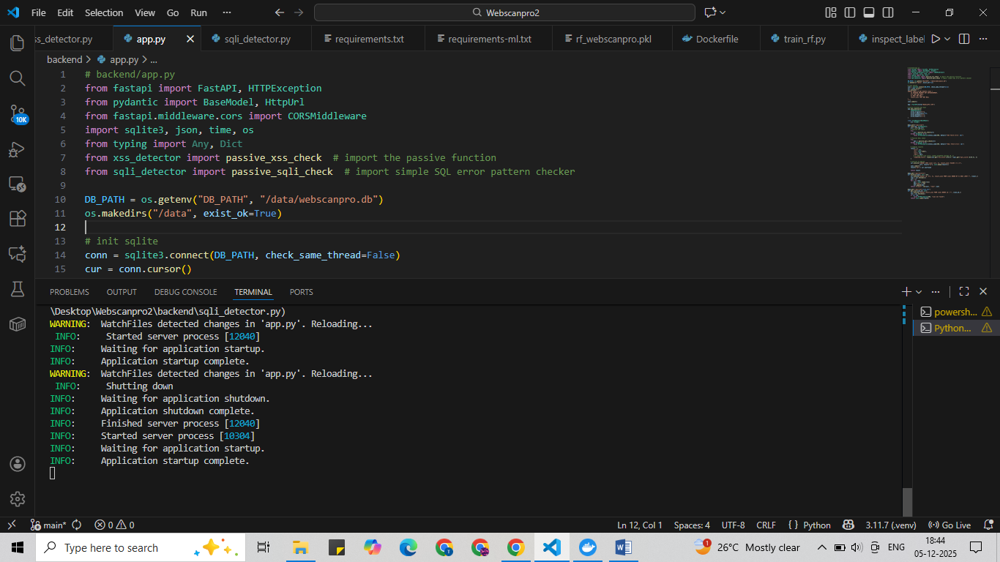 File Edit Selection View Go Run ··· Webscanpro2
ss_detector.py app.py sqli_detector.py requirements.txt requirements-ml.txt rf_webscanpro.pkl Dockerfile train_rf.py inspect_label
backend > app.py > ...
1 # backend/app.py
2 from fastapi import FastAPI, HTTPException
3 from pydantic import BaseModel, HttpUrl
4 from fastapi.middleware.cors import CORSMiddleware
5 import sqlite3, json, time, os
6 from typing import Any, Dict
7 from xss_detector import passive_xss_check  # import the passive function
8 from sqli_detector import passive_sqli_check  # import simple SQL error pattern checker
9
10 DB_PATH = os.getenv("DB_PATH", "/data/webscanpro.db")
11 os.makedirs("/data", exist_ok=True)
12
13 # init sqlite
14 conn = sqlite3.connect(DB_PATH, check_same_thread=False)
15 cur = conn.cursor()
PROBLEMS OUTPUT DEBUG CONSOLE TERMINAL PORTS
\Desktop\Webscanpro2\backend\sqli_detector.py)
WARNING:  WatchFiles detected changes in 'app.py'. Reloading...
INFO:     Started server process [12040]
INFO:     Waiting for application startup.
INFO:     Application startup complete.
WARNING:  WatchFiles detected changes in 'app.py'. Reloading...
INFO:     Shutting down
INFO:     Waiting for application shutdown.
INFO:     Application shutdown complete.
INFO:     Finished server process [12040]
INFO:     Started server process [10304]
INFO:     Waiting for application startup.
INFO:     Application startup complete.
powersh...
Python...
10K
main* 0 0 Ln 12, Col 1 Spaces: 4 UTF-8 CRLF { } Python 3.11.7 (.venv) Go Live
Type here to search 1 26°C Mostly clear ENG 18:44
05-12-2025